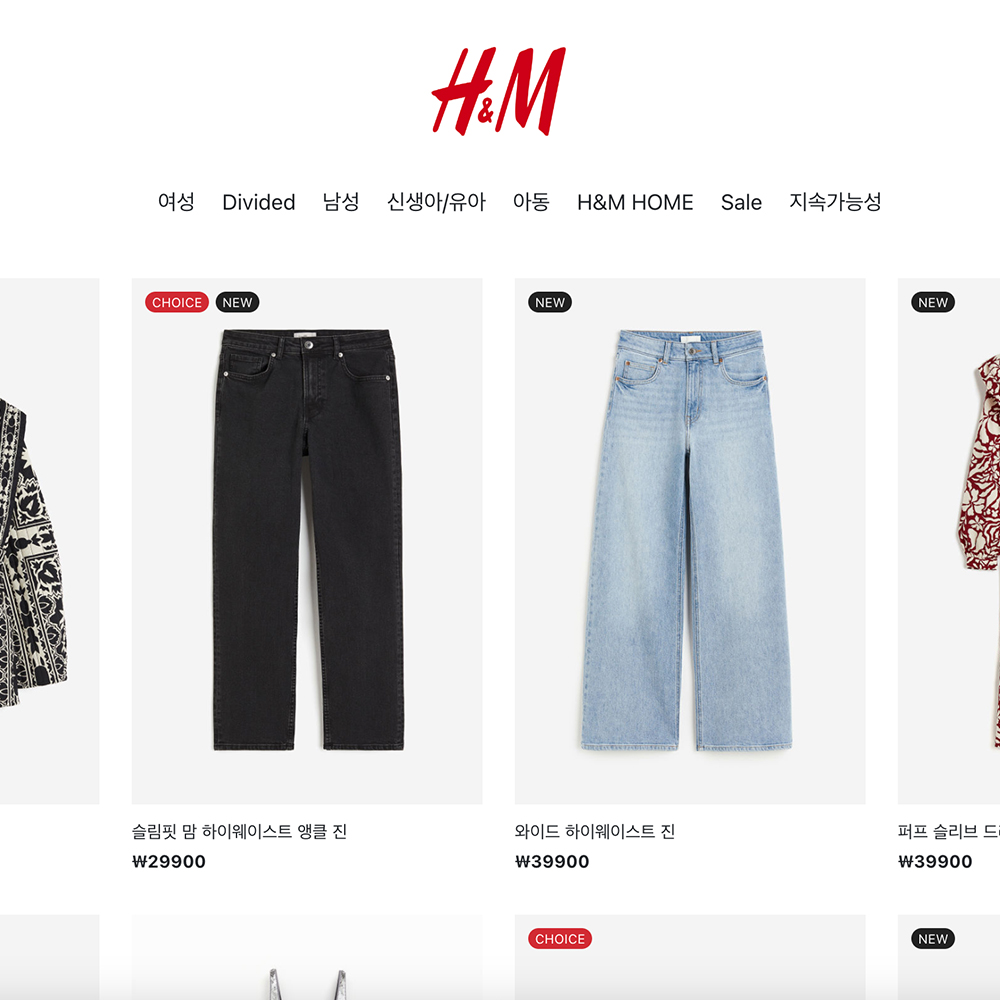 H&M
여성 Divided 남성 신생아/유아 아동 H&M HOME Sale 지속가능성
CHOICE NEW
NEW
NEW
슬림핏 맘 하이웨이스트 앵클 진
₩29900
와이드 하이웨이스트 진
₩39900
퍼프 슬리브
₩39900
CHOICE
NEW